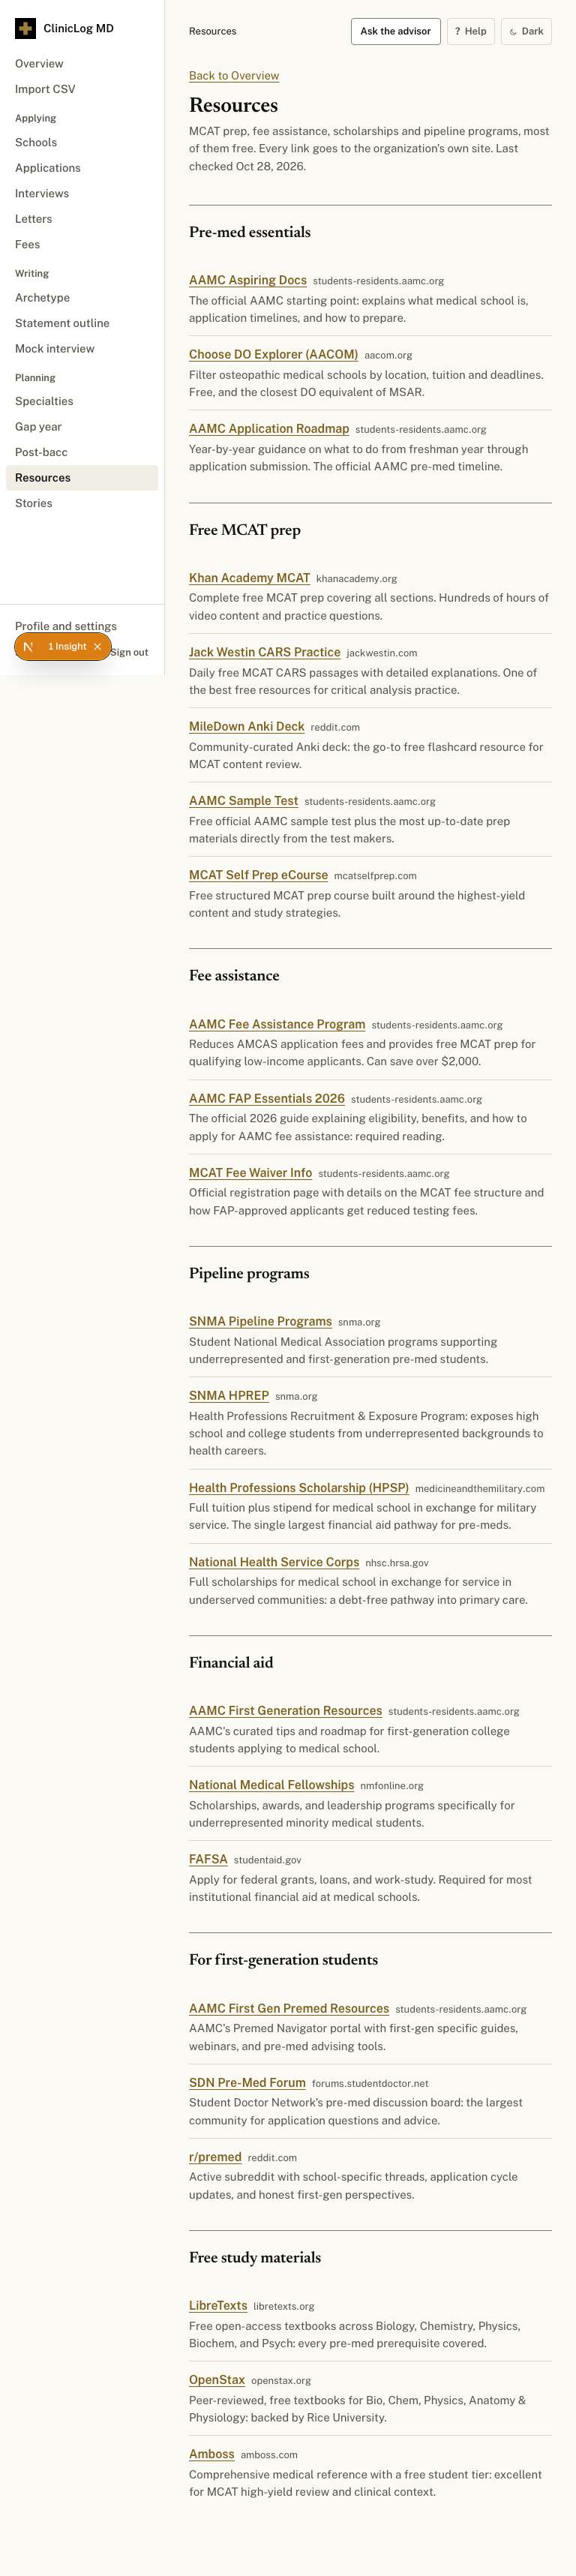 ClinicLog MD
Overview
Import CSV
Applying
Schools
Applications
Interviews
Letters
Fees
Writing
Archetype
Statement outline
Mock interview
Planning
Specialties
Gap year
Post-bacc
Resources
Stories
Profile and settings
1 Insight
Sign out
Resources
Ask the advisor
? Help
Dark
Back to Overview
Resources
MCAT prep, fee assistance, scholarships and pipeline programs, most
of them free. Every link goes to the organization's own site. Last
checked Oct 28, 2026.
Pre-med essentials
AAMC Aspiring Docs students-residents.aamc.org
The official AAMC starting point: explains what medical school is,
application timelines, and how to prepare.
Choose DO Explorer (AACOM) aacom.org
Filter osteopathic medical schools by location, tuition and deadlines.
Free, and the closest DO equivalent of MSAR.
AAMC Application Roadmap students-residents.aamc.org
Year-by-year guidance on what to do from freshman year through
application submission. The official AAMC pre-med timeline.
Free MCAT prep
Khan Academy MCAT khanacademy.org
Complete free MCAT prep covering all sections. Hundreds of hours of
video content and practice questions.
Jack Westin CARS Practice jackwestin.com
Daily free MCAT CARS passages with detailed explanations. One of
the best free resources for critical analysis practice.
MileDown Anki Deck reddit.com
Community-curated Anki deck: the go-to free flashcard resource for
MCAT content review.
AAMC Sample Test students-residents.aamc.org
Free official AAMC sample test plus the most up-to-date prep
materials directly from the test makers.
MCAT Self Prep eCourse mcatselfprep.com
Free structured MCAT prep course built around the highest-yield
content and study strategies.
Fee assistance
AAMC Fee Assistance Program students-residents.aamc.org
Reduces AMCAS application fees and provides free MCAT prep for
qualifying low-income applicants. Can save over $2,000.
AAMC FAP Essentials 2026 students-residents.aamc.org
The official 2026 guide explaining eligibility, benefits, and how to
apply for AAMC fee assistance: required reading.
MCAT Fee Waiver Info students-residents.aamc.org
Official registration page with details on the MCAT fee structure and
how FAP-approved applicants get reduced testing fees.
Pipeline programs
SNMA Pipeline Programs snma.org
Student National Medical Association programs supporting
underrepresented and first-generation pre-med students.
SNMA HPREP snma.org
Health Professions Recruitment & Exposure Program: exposes high
school and college students from underrepresented backgrounds to
health careers.
Health Professions Scholarship (HPSP) medicineandthemilitary.com
Full tuition plus stipend for medical school in exchange for military
service. The single largest financial aid pathway for pre-meds.
National Health Service Corps nhsc.hrsa.gov
Full scholarships for medical school in exchange for service in
underserved communities: a debt-free pathway into primary care.
Financial aid
AAMC First Generation Resources students-residents.aamc.org
AAMC's curated tips and roadmap for first-generation college
students applying to medical school.
National Medical Fellowships nmfonline.org
Scholarships, awards, and leadership programs specifically for
underrepresented minority medical students.
FAFSA studentaid.gov
Apply for federal grants, loans, and work-study. Required for most
institutional financial aid at medical schools.
For first-generation students
AAMC First Gen Premed Resources students-residents.aamc.org
AAMC's Premed Navigator portal with first-gen specific guides,
webinars, and pre-med advising tools.
SDN Pre-Med Forum forums.studentdoctor.net
Student Doctor Network's pre-med discussion board: the largest
community for application questions and advice.
r/premed reddit.com
Active subreddit with school-specific threads, application cycle
updates, and honest first-gen perspectives.
Free study materials
LibreTexts libretexts.org
Free open-access textbooks across Biology, Chemistry, Physics,
Biochem, and Psych: every pre-med prerequisite covered.
OpenStax openstax.org
Peer-reviewed, free textbooks for Bio, Chem, Physics, Anatomy &
Physiology: backed by Rice University.
Amboss amboss.com
Comprehensive medical reference with a free student tier: excellent
for MCAT high-yield review and clinical context.